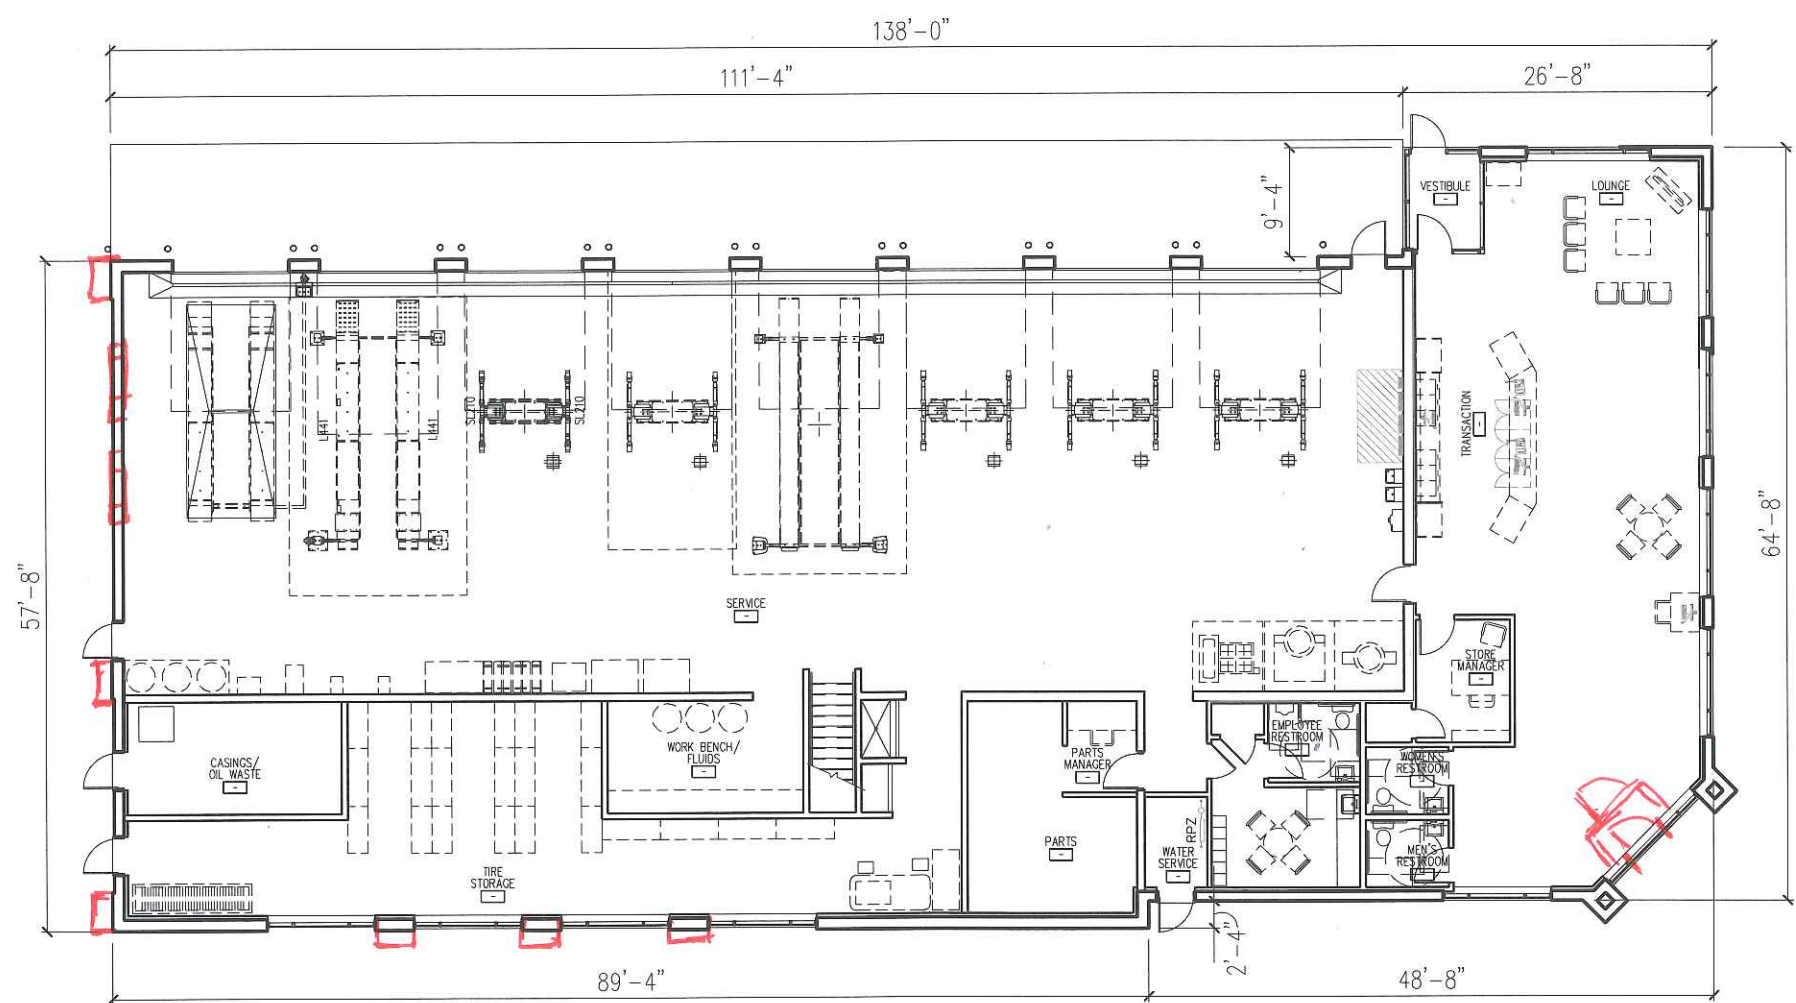 138'-0"
111'-4"
26'-8"
9'-4"
VESTIBULE
LOUNGE
L441
L441
SL210
SL210
TRANSACTION
57'-8"
64'-8"
SERVICE
STORE
MANAGER
CASINGS/
OIL WASTE
WORK BENCH/
FLUIDS
PARTS
MANAGER
EMPLOYEE
RESTROOM
WOMEN'S
RESTROOM
TIRE
STORAGE
PARTS
WATER
SERVICE
RPZ
MEN'S
RESTROOM
2'-4"
89'-4"
48'-8"